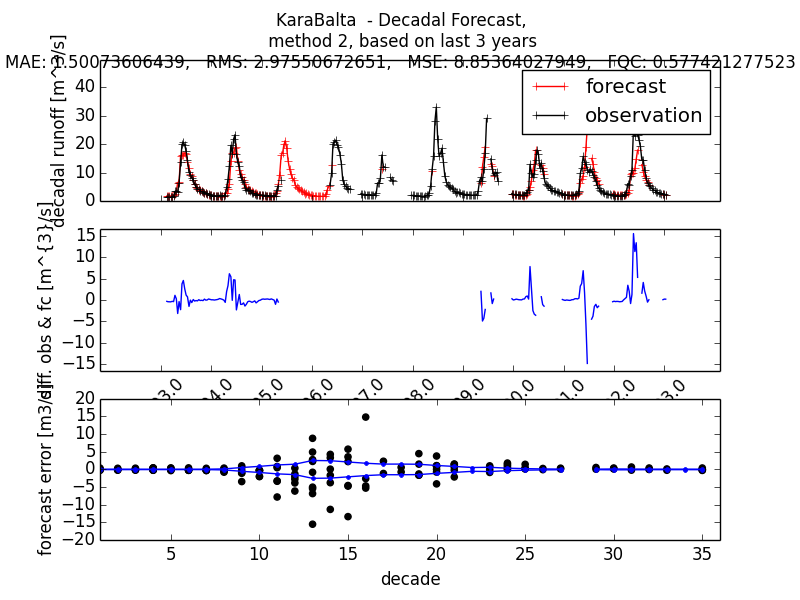 KaraBalta - Decadal Forecast,
method 2, based on last 3 years
RMS: 2.97550672651, MSE: 8.85364027949, FQC: 0.577421277523
decadal runoff [m^3/s]
40
30
20
10
0
forecast
observation
diff. obs & fc [m^{3}/s]
15
10
5
0
−5
−10
−15
forecast error [m3/s]
20
15
10
5
0
−5
−10
−15
−20
5 10 15 20 25 30 35
decade